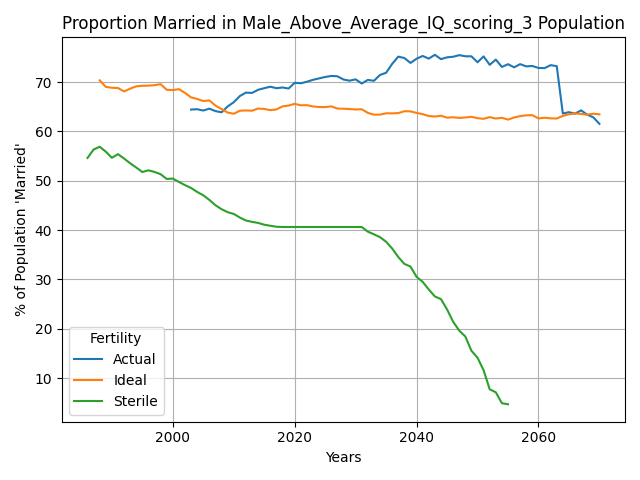 Proportion Married in Male_Above_Average_IQ_scoring_3 Population
% of Population 'Married'
70
60
50
40
30
20
10
Fertility
Actual
Ideal
Sterile
2000 2020 2040 2060
Years